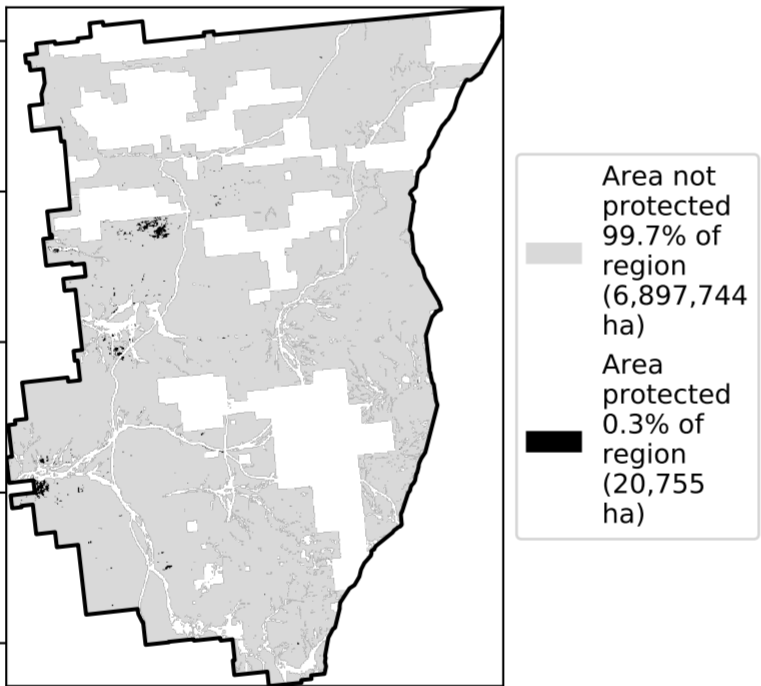 Area not
protected
99.7% of
region
(6,897,744
ha)
Area
protected
0.3% of
region
(20,755
ha)